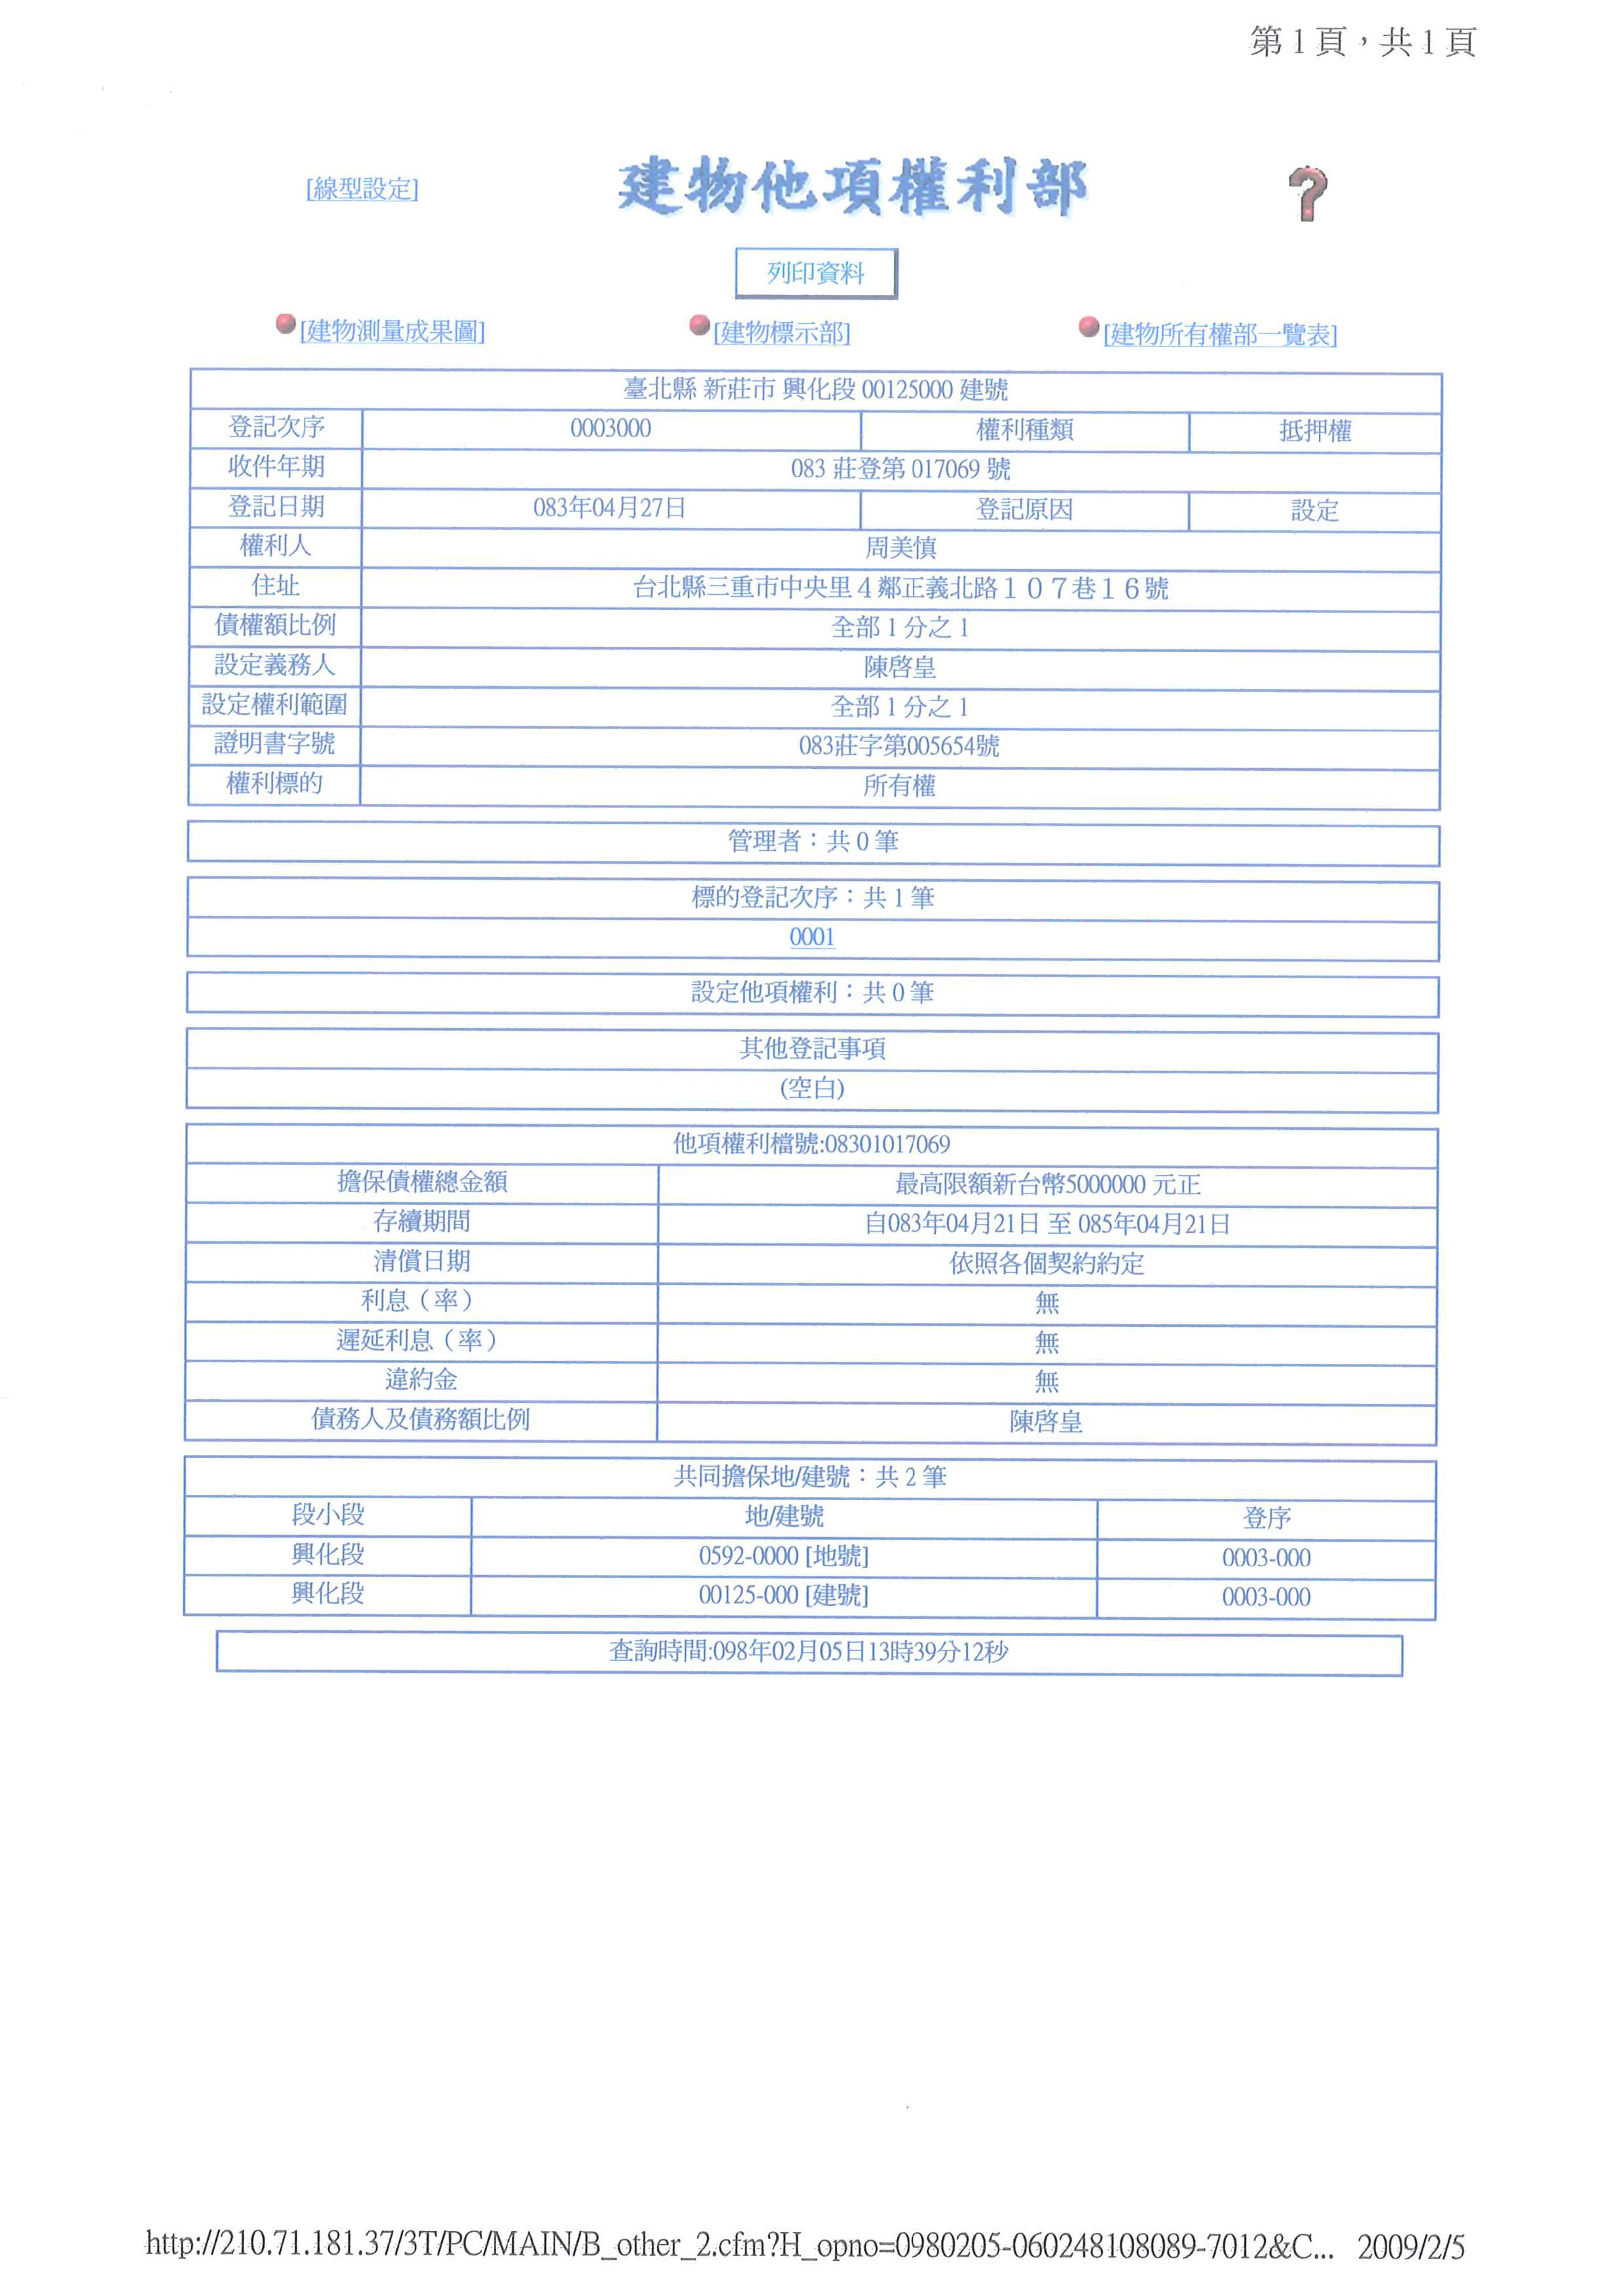 第1頁，共1頁
[線型設定] 建物他項權利部
列印資料
[建物測量成果圖] [建物標示部] [建物所有權部一覽表]
臺北縣 新莊市 興化段 00125000 建號
登記次序 0003000 權利種類 抵押權
收件年期 083 莊登第 017069 號
登記日期 083年04月27日 登記原因 設定
權利人 周美慎
住址 台北縣三重市中央里４鄰正義北路１０７巷１６號
債權額比例 全部 1 分之 1
設定義務人 陳啓皇
設定權利範圍 全部 1 分之 1
證明書字號 083莊字第005654號
權利標的 所有權
管理者：共 0 筆
標的登記次序：共 1 筆
0001
設定他項權利：共 0 筆
其他登記事項
(空白)
他項權利檔號:08301017069
擔保債權總金額 最高限額新台幣5000000 元正
存續期間 自083年04月21日 至 085年04月21日
清償日期 依照各個契約約定
利息（率） 無
遲延利息（率） 無
違約金 無
債務人及債務額比例 陳啓皇
共同擔保地/建號：共 2 筆
段小段 地/建號 登序
興化段 0592-0000 [地號] 0003-000
興化段 00125-000 [建號] 0003-000
查詢時間:098年02月05日13時39分12秒
http://210.71.181.37/3T/PC/MAIN/B_other_2.cfm?H_opno=0980205-060248108089-7012&C... 2009/2/5